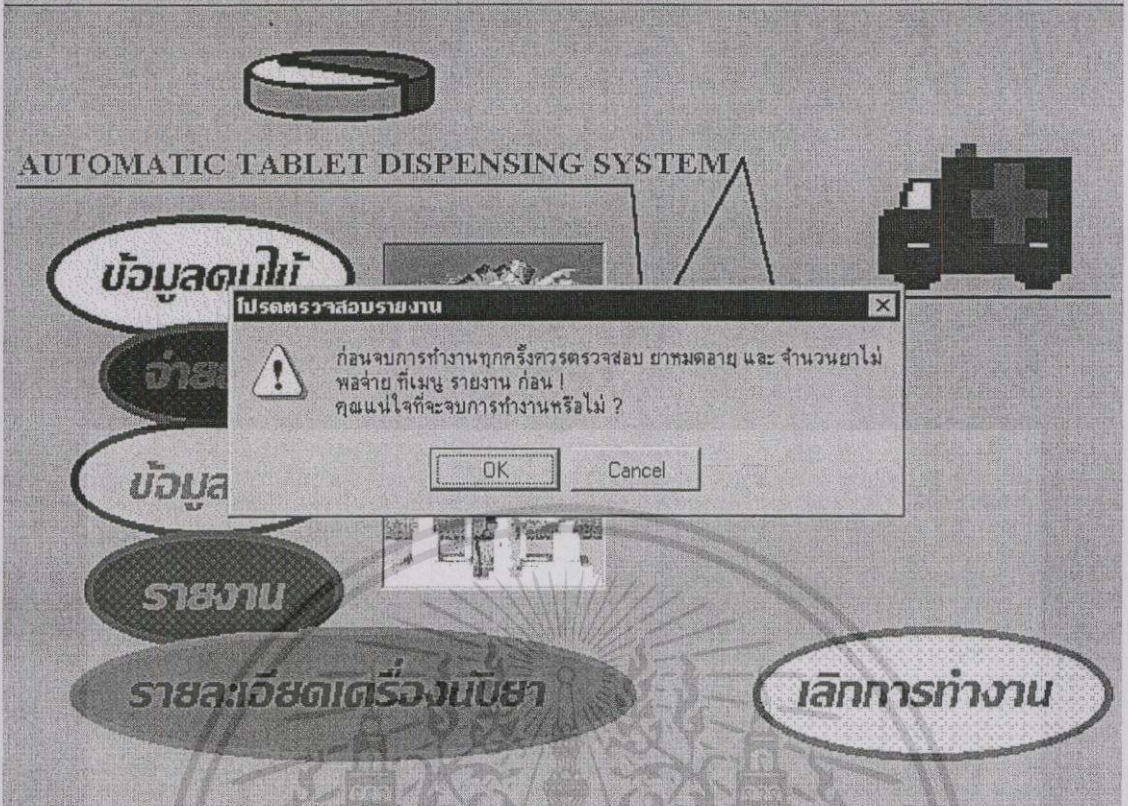 AUTOMATIC TABLET DISPENSING SYSTEM
ข้อมูลคนไข้
โปรดตรวจสอบรายงาน
ก่อนจบการทำงานทุกครั้งควรตรวจสอบ ยาหมดอายุ และ จำนวนยาไม่
พอจ่าย ที่เมนู รายงาน ก่อน !
คุณแน่ใจที่จะจบการทำงานหรือไม่ ?
OK Cancel
รายงาน
รายละเอียดเครื่องนับยา
เลิกการทำงาน